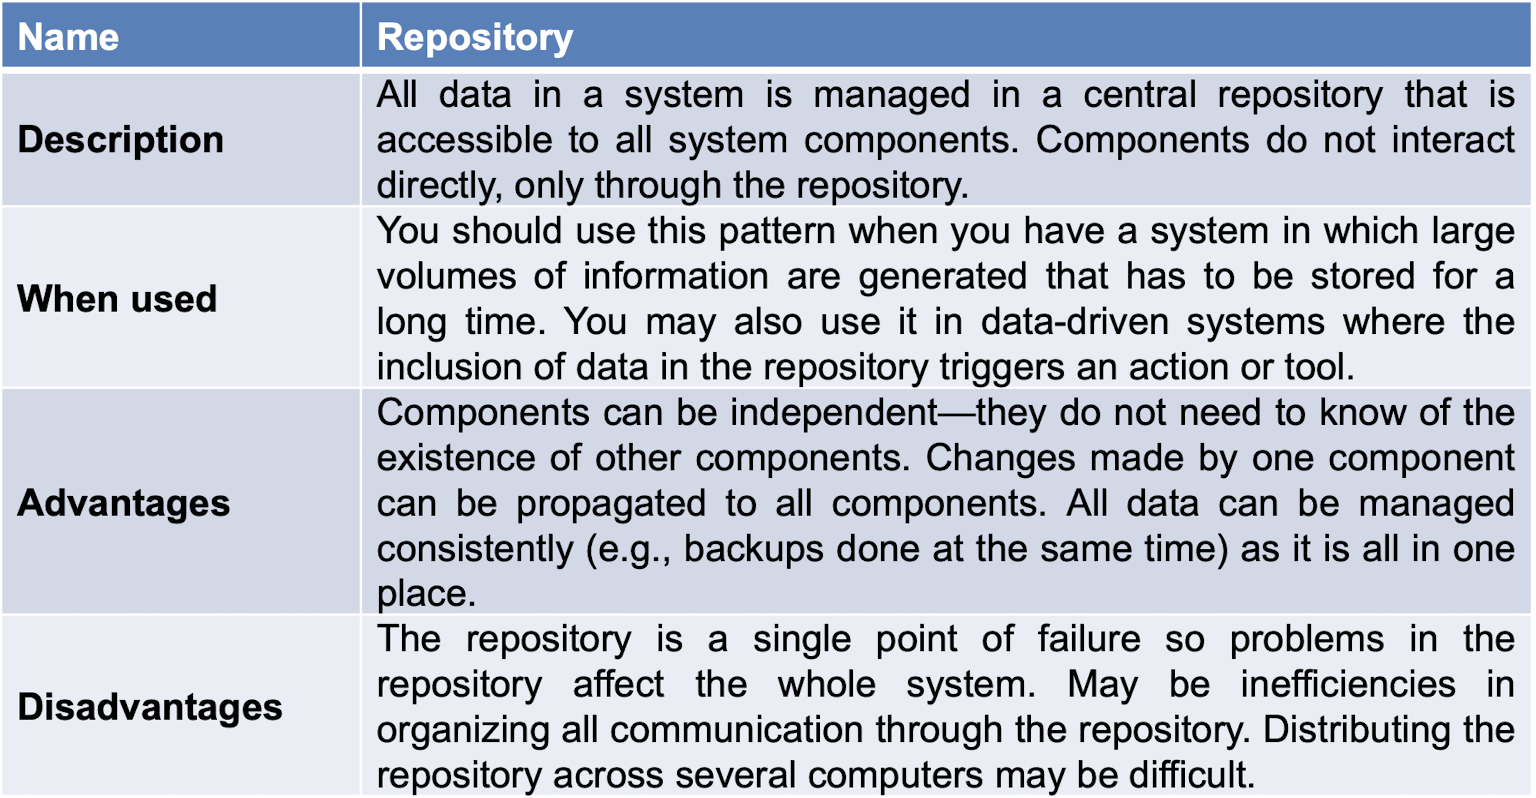 Name
Repository
Description
All data in a system is managed in a central repository that is
accessible to all system components. Components do not interact
directly, only through the repository.
When used
You should use this pattern when you have a system in which large
volumes of information are generated that has to be stored for a
long time. You may also use it in data-driven systems where the
inclusion of data in the repository triggers an action or tool.
Advantages
Components can be independent—they do not need to know of the
existence of other components. Changes made by one component
can be propagated to all components. All data can be managed
consistently (e.g., backups done at the same time) as it is all in one
place.
Disadvantages
The repository is a single point of failure so problems in the
repository affect the whole system. May be inefficiencies in
organizing all communication through the repository. Distributing the
repository across several computers may be difficult.